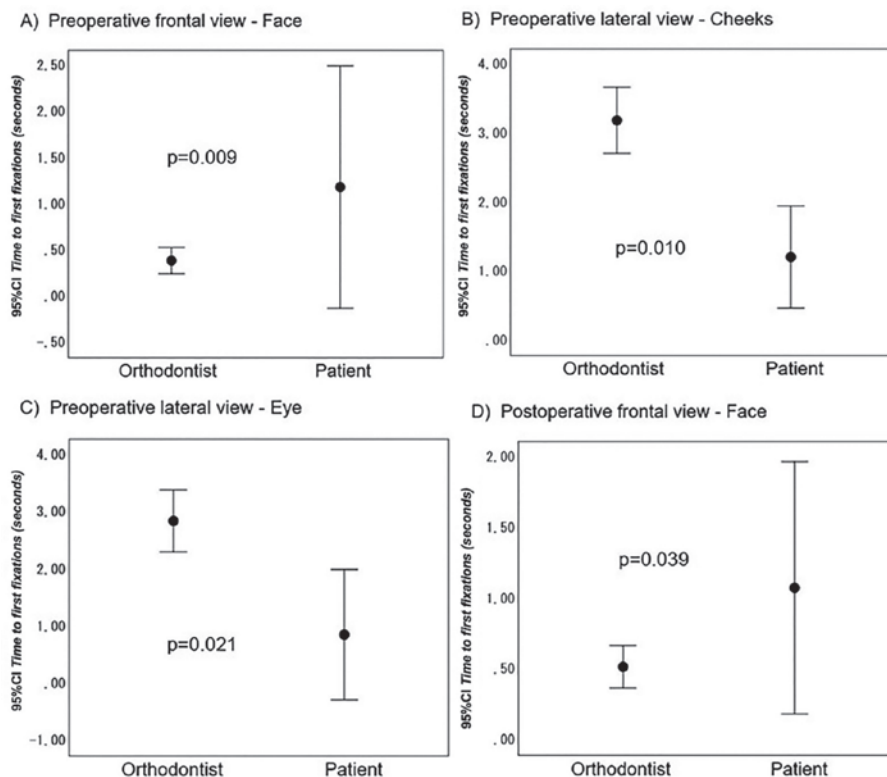 A) Preoperative frontal view - Face
95%CI Time to first fixations (seconds)
2.50
2.00
1.50
1.00
.50
.00
-.50
p=0.009
Orthodontist Patient
B) Preoperative lateral view - Cheeks
95%CI Time to first fixations (seconds)
4.00
3.00
2.00
1.00
.00
p=0.010
Orthodontist Patient
C) Preoperative lateral view - Eye
95%CI Time to first fixations (seconds)
4.00
3.00
2.00
1.00
.00
-1.00
p=0.021
Orthodontist Patient
D) Postoperative frontal view - Face
95%CI Time to first fixations (seconds)
2.00
1.50
1.00
.50
.00
p=0.039
Orthodontist Patient